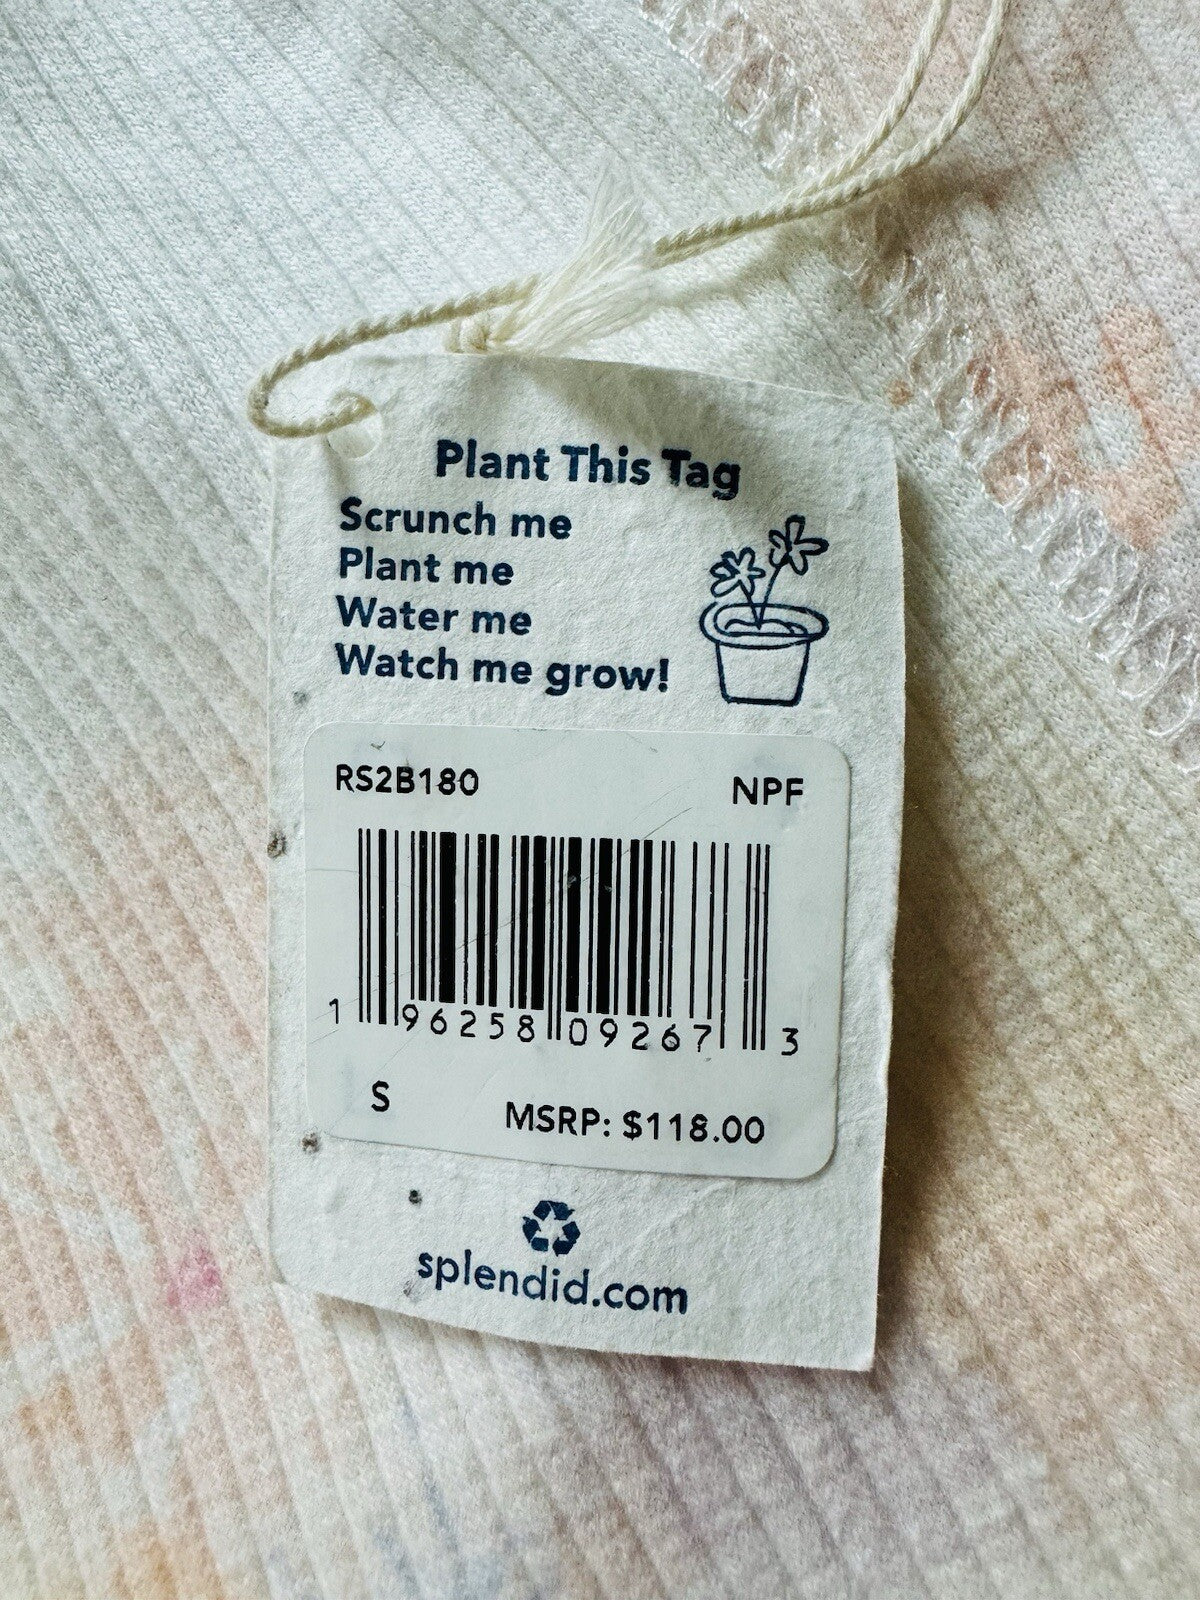 Plant This Tag
Scrunch me
Plant me
Water me
Watch me grow!
RS2B180 NPF
1 96258 09267 3
S MSRP: $118.00
splendid.com